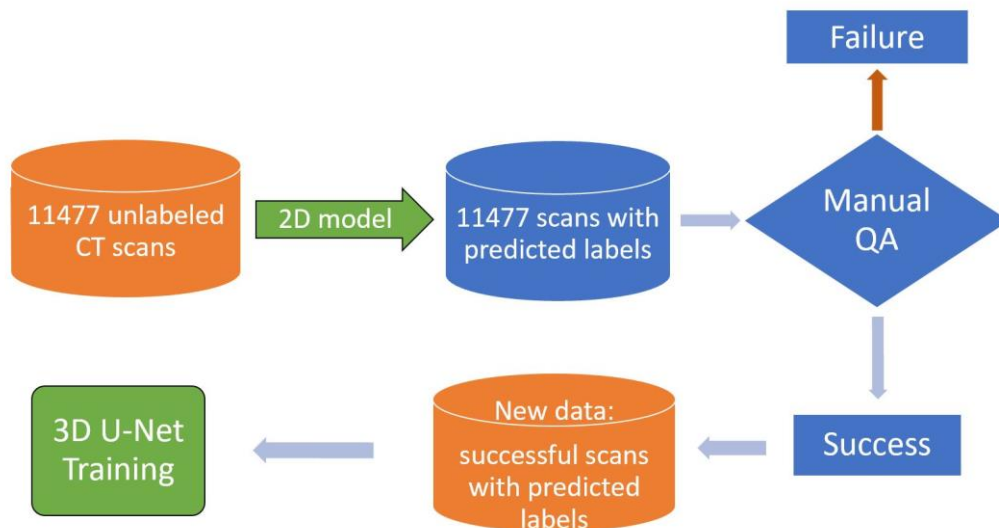 Failure
11477 unlabeled
CT scans
2D model
11477 scans with
predicted labels
Manual
QA
Success
New data:
successful scans
with predicted
labels
3D U-Net
Training